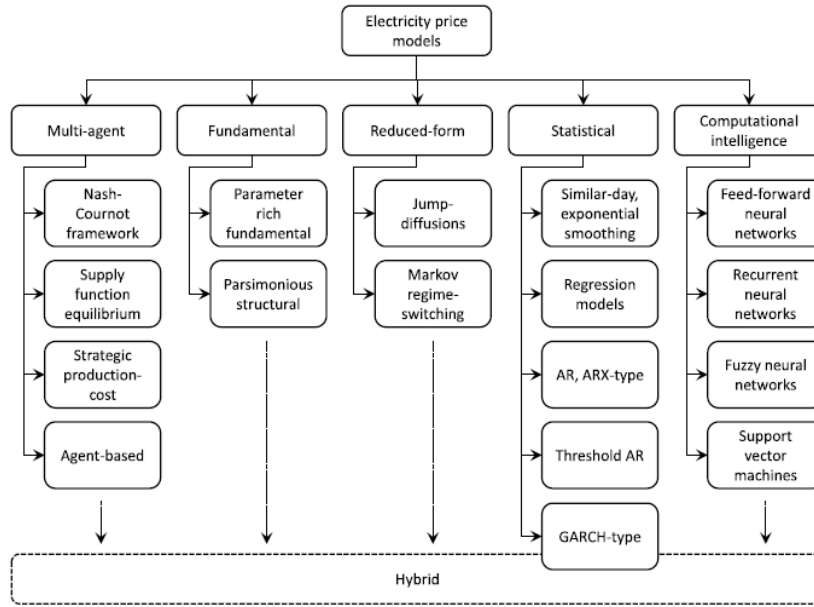 Electricity price
models
Multi-agent
Fundamental
Reduced-form
Statistical
Computational
intelligence
Nash-
Cournot
framework
Supply
function
equilibrium
Strategic
production-
cost
Agent-based
Parameter
rich
fundamental
Parsimonious
structural
Jump-
diffusions
Markov
regime-
switching
Similar-day,
exponential
smoothing
Regression
models
AR, ARX-type
Threshold AR
GARCH-type
Feed-forward
neural
networks
Recurrent
neural
networks
Fuzzy neural
networks
Support
vector
machines
Hybrid